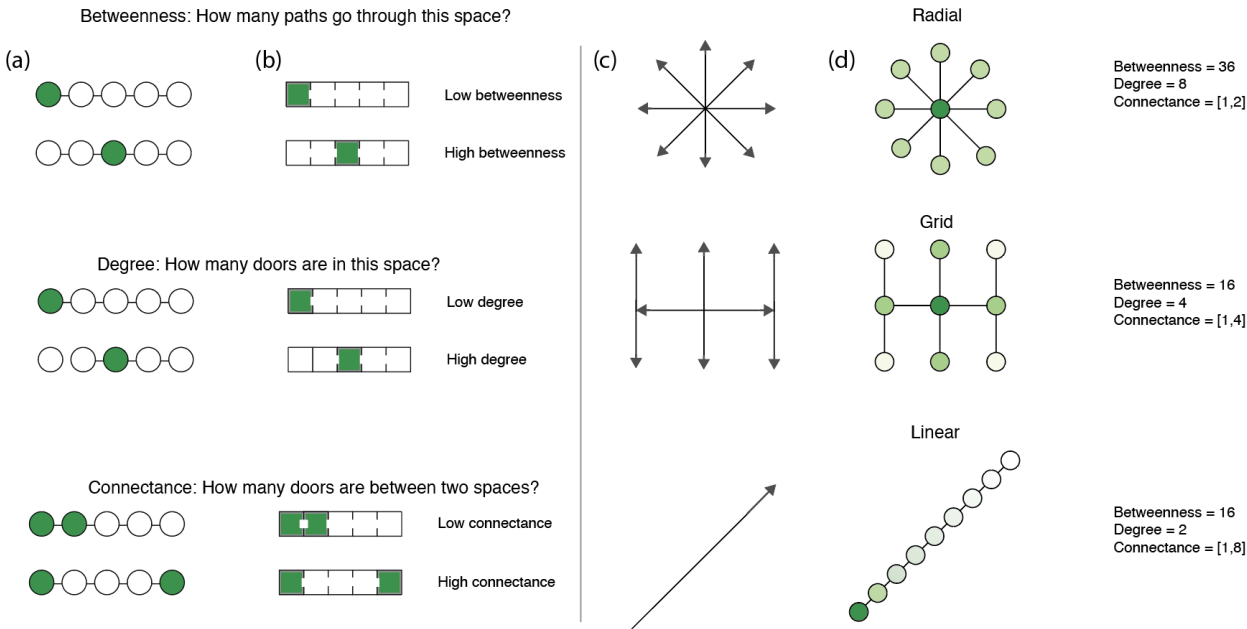 Betweenness: How many paths go through this space?
(a)
(b)
Low betweenness
High betweenness
Degree: How many doors are in this space?
Low degree
High degree
Connectance: How many doors are between two spaces?
Low connectance
High connectance
(c)
(d)
Radial
Betweenness = 36
Degree = 8
Connectance = [1,2]
Grid
Betweenness = 16
Degree = 4
Connectance = [1,4]
Linear
Betweenness = 16
Degree = 2
Connectance = [1,8]